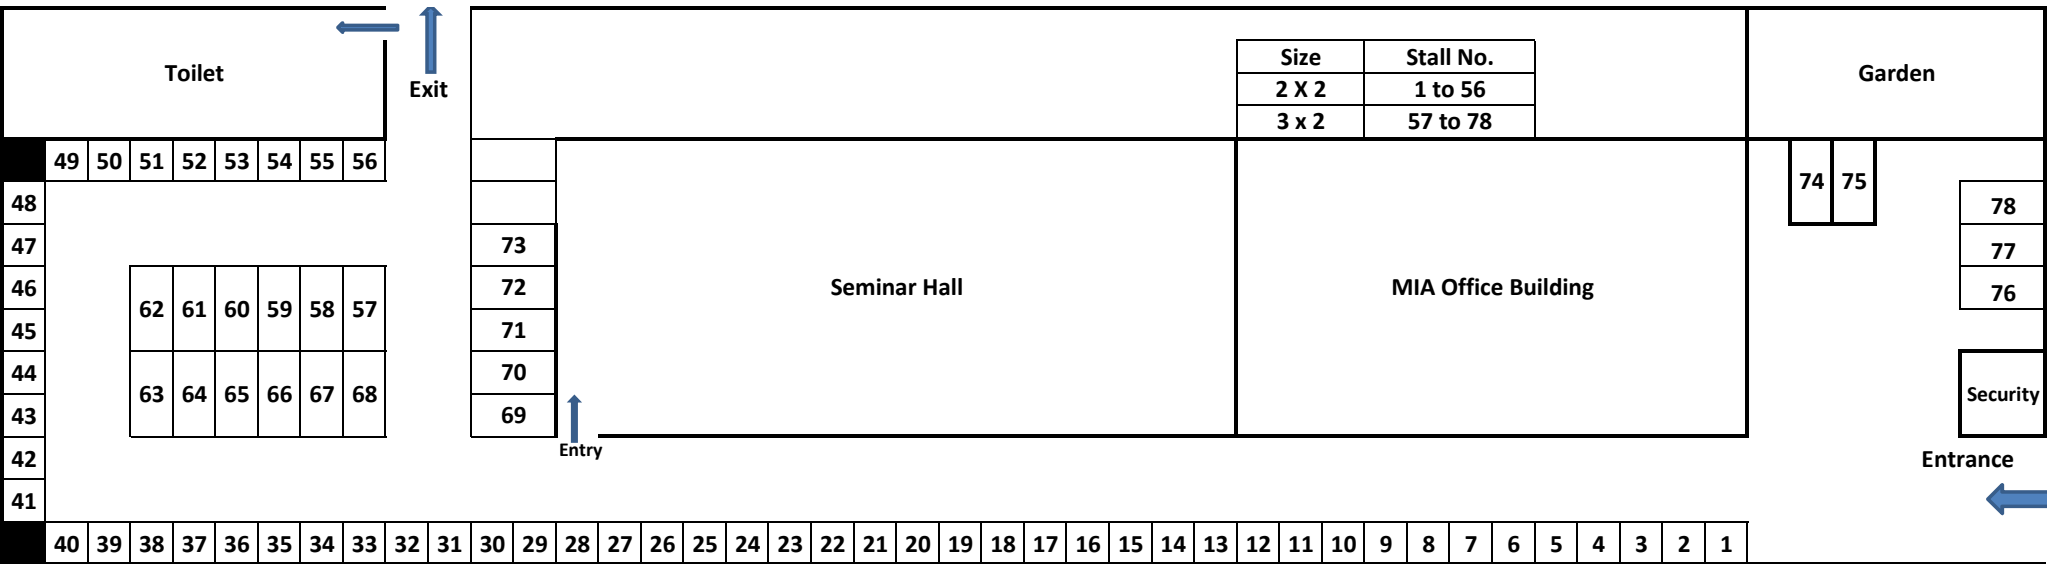 Toilet
Exit
Size Stall No.
2 X 2 1 to 56
3 x 2 57 to 78
Garden
49 50 51 52 53 54 55 56
74 75
48
78
47
73
77
46
72
76
62 61 60 59 58 57
Seminar Hall
MIA Office Building
45
71
44
70
63 64 65 66 67 68
Security
43
69
42
Entry
Entrance
41
40 39 38 37 36 35 34 33 32 31 30 29 28 27 26 25 24 23 22 21 20 19 18 17 16 15 14 13 12 11 10 9 8 7 6 5 4 3 2 1